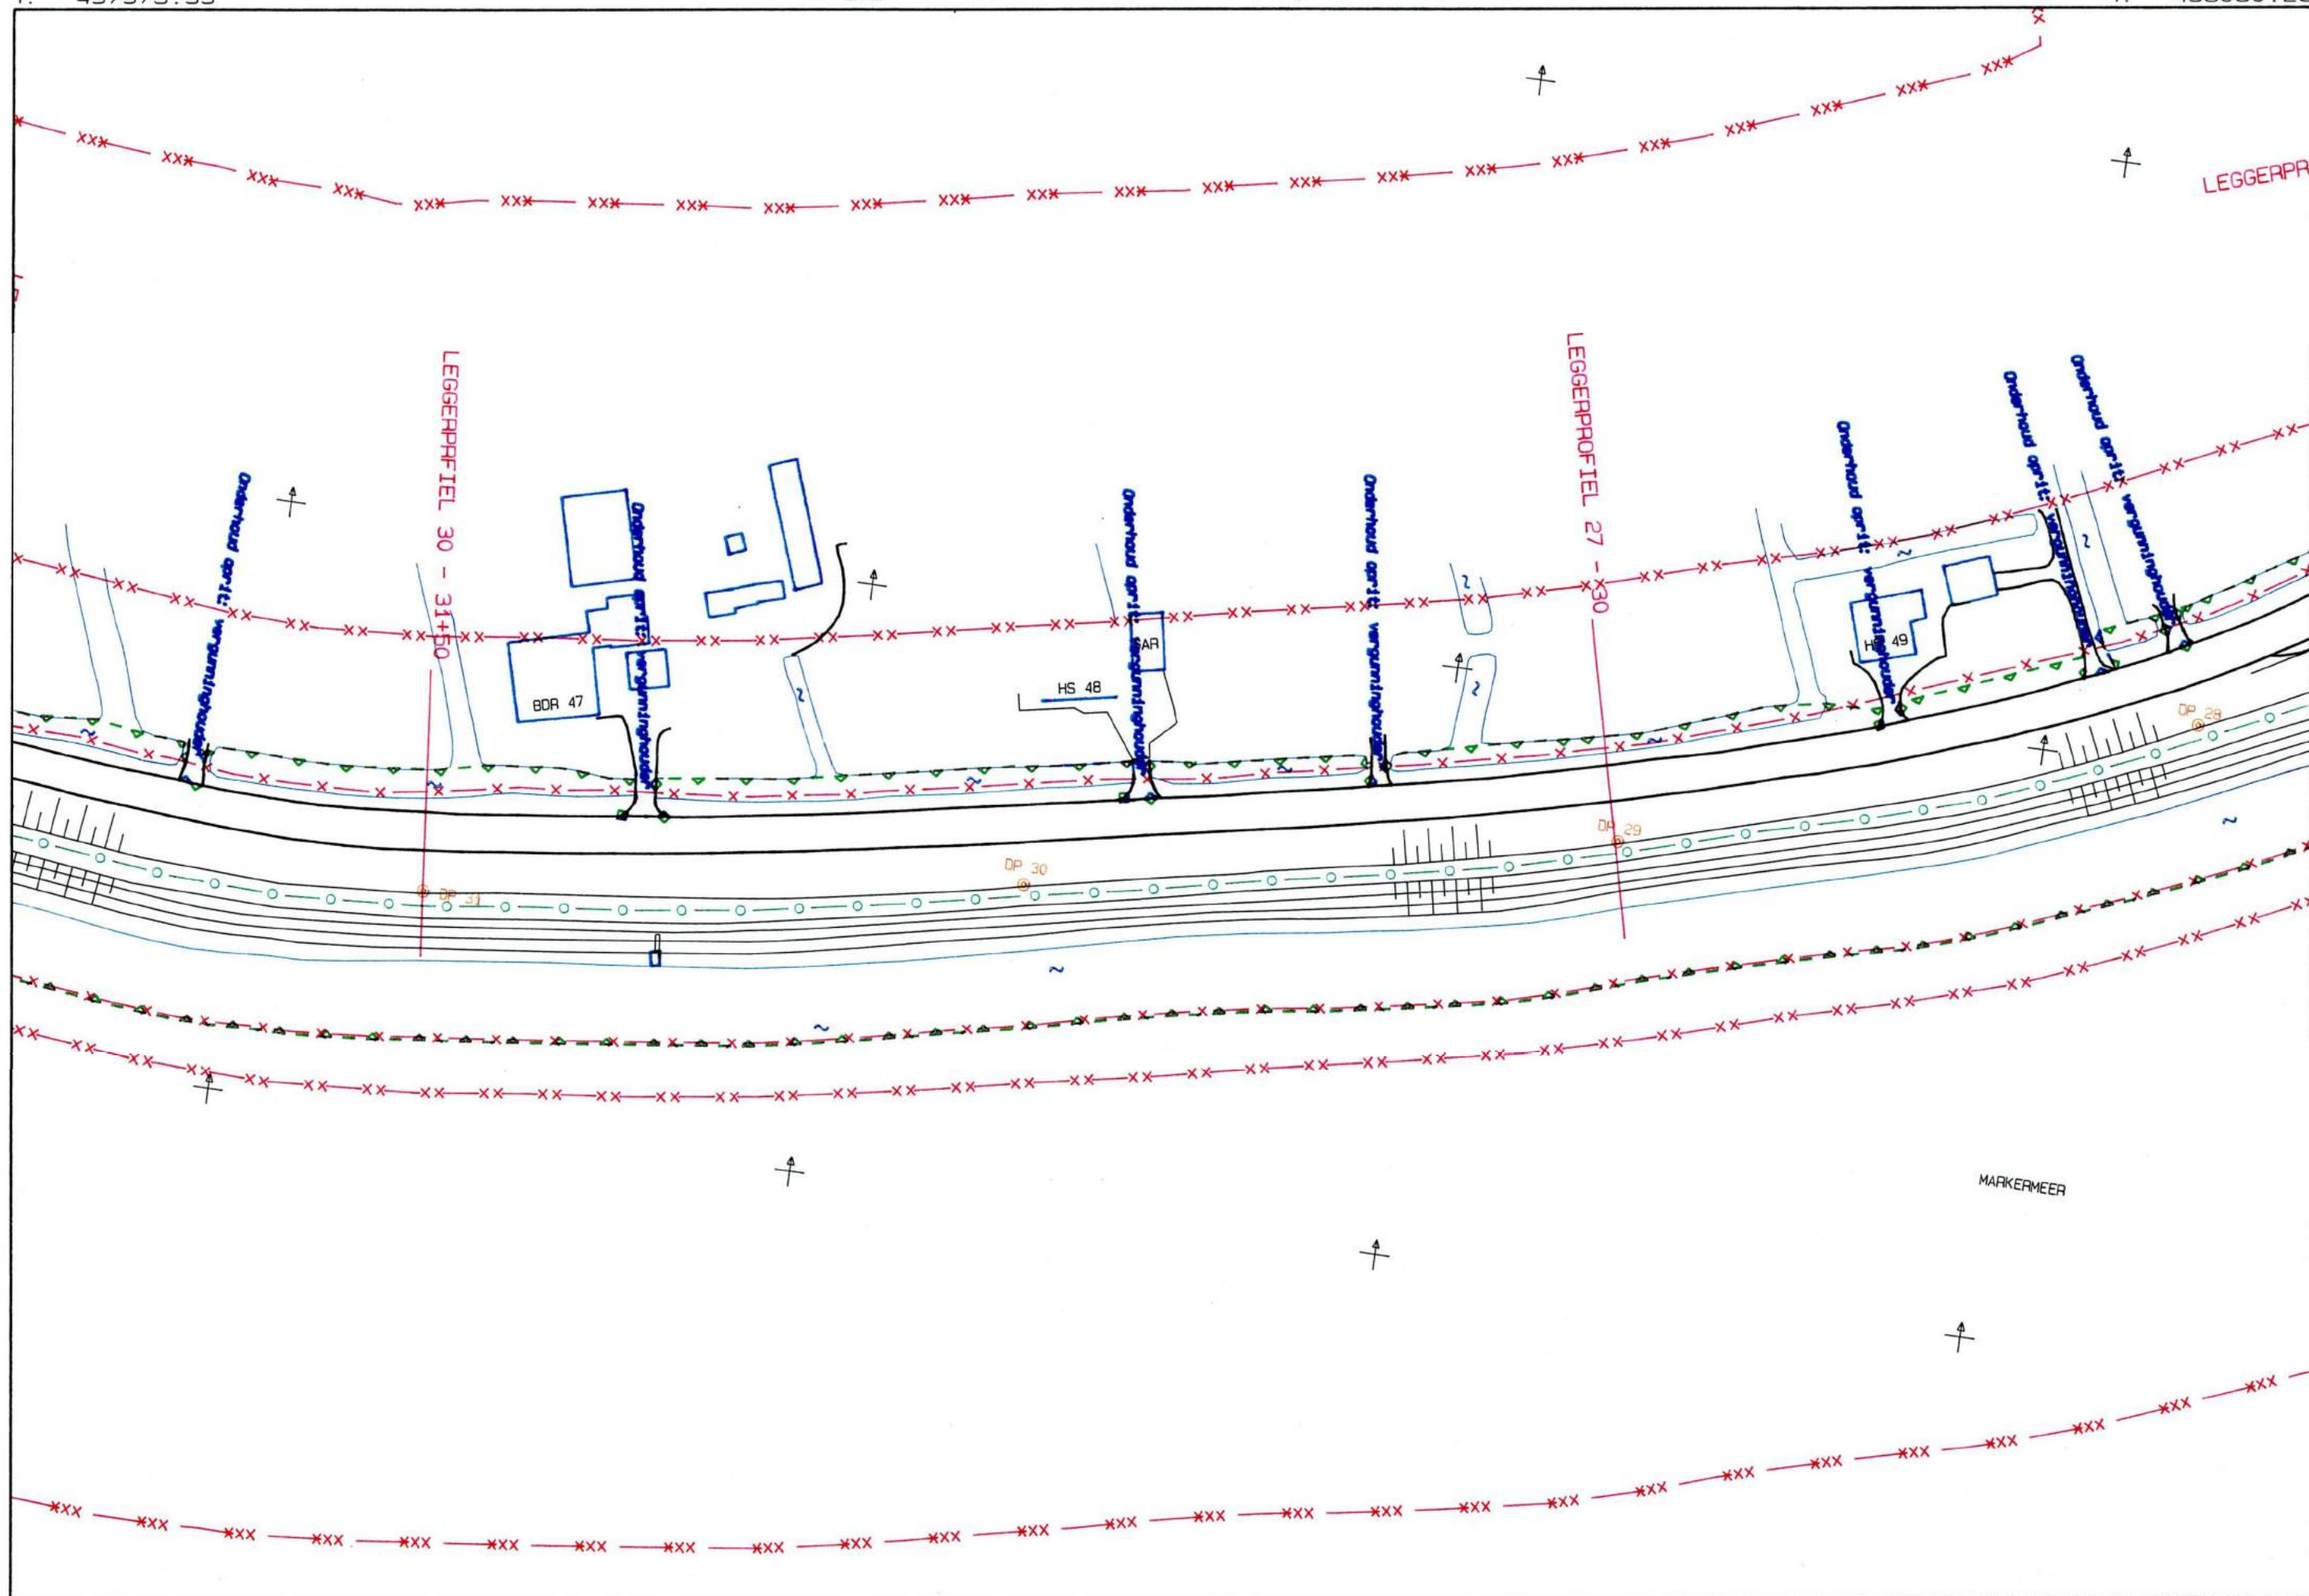 LEGGERPR
LEGGERPRFIEL 30 - 31+50
LEGGERPROFIEL 27 - 30
Onderhoud oprit: vergunninghouder
Onderhoud oprit: vergunninghouder
Onderhoud oprit: vergunninghouder
Onderhoud oprit: vergunninghouder
Onderhoud oprit: vergunninghouder
Onderhoud oprit: vergunninghouder
Onderhoud oprit: vergunninghouder
BDR 47
HS 48
HS 49
DP 28
DP 29
DP 30
DP 31
MARKERMEER